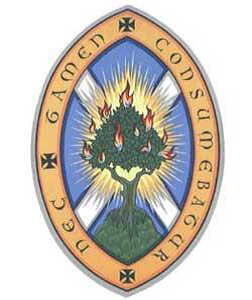 NEC ✠ TAMEN ✠ CONSUMEBATUR ✠